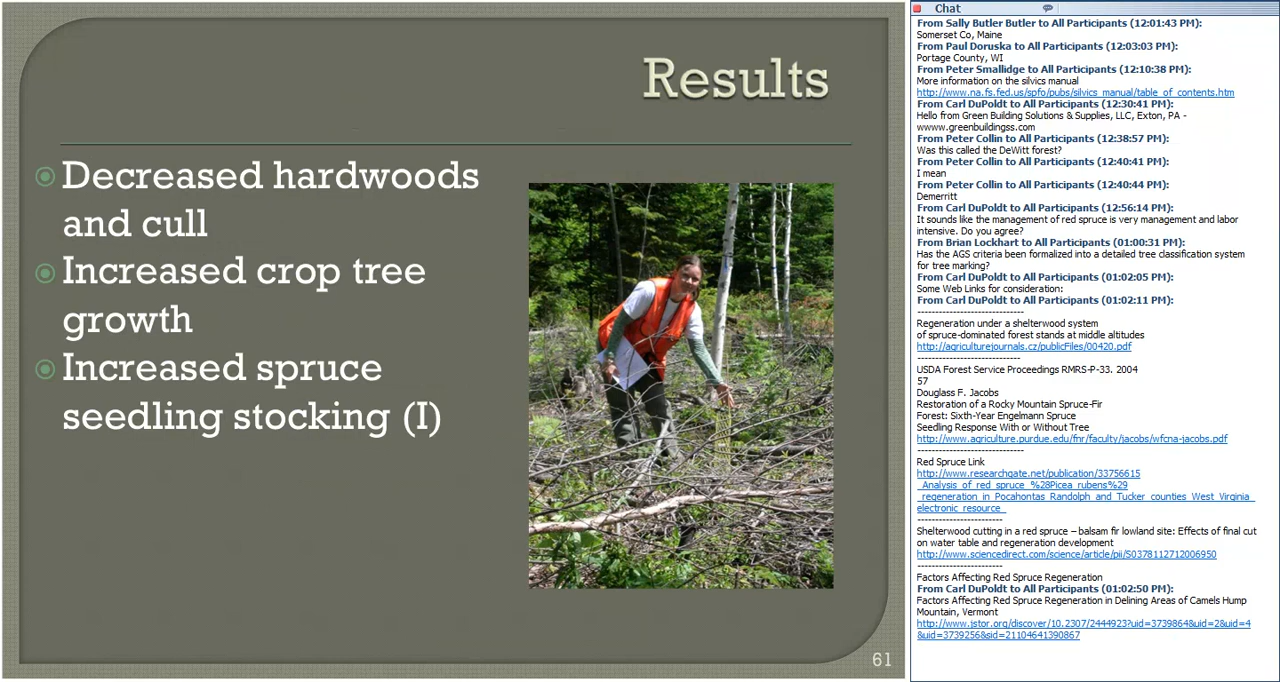 Results
Decreased hardwoods
and cull
Increased crop tree
growth
Increased spruce
seedling stocking (I)
61
Chat
From Sally Butler Butler to All Participants (12:01:43 PM):
Somerset Co, Maine
From Paul Doruska to All Participants (12:03:03 PM):
Portage County, WI
From Peter Smallidge to All Participants (12:10:38 PM):
More information on the silvics manual
http://www.na.fs.fed.us/spfo/pubs/silvics_manual/table_of_contents.htm
From Carl DuPoldt to All Participants (12:30:41 PM):
Hello from Green Building Solutions & Supplies, LLC, Exton, PA -
wwww.greenbuildingss.com
From Peter Collin to All Participants (12:38:57 PM):
Was this called the DeWitt forest?
From Peter Collin to All Participants (12:40:41 PM):
I mean
From Peter Collin to All Participants (12:40:44 PM):
Demerritt
From Carl DuPoldt to All Participants (12:56:14 PM):
It sounds like the management of red spruce is very management and labor
intensive. Do you agree?
From Brian Lockhart to All Participants (01:00:31 PM):
Has the AGS criteria been formalized into a detailed tree classification system
for tree marking?
From Carl DuPoldt to All Participants (01:02:05 PM):
Some Web Links for consideration:
From Carl DuPoldt to All Participants (01:02:11 PM):
----------------------------
Regeneration under a shelterwood system
of spruce-dominated forest stands at middle altitudes
http://agriculturejournals.cz/publicFiles/00420.pdf
---------------------------
USDA Forest Service Proceedings RMRS-P-33. 2004
57
Douglass F. Jacobs
Restoration of a Rocky Mountain Spruce-Fir
Forest: Sixth-Year Engelmann Spruce
Seedling Response With or Without Tree
http://www.agriculture.purdue.edu/fnr/faculty/jacobs/wfcna-jacobs.pdf
----------------------------
Red Spruce Link
http://www.researchgate.net/publication/33756615
_Analysis_of_red_spruce_%28Picea_rubens%29
_regeneration_in_Pocahontas_Randolph_and_Tucker_counties_West_Virginia_
electronic_resource_
-----------------------
Shelterwood cutting in a red spruce – balsam fir lowland site: Effects of final cut
on water table and regeneration development
http://www.sciencedirect.com/science/article/pii/S0378112712006950
-----------------------
Factors Affecting Red Spruce Regeneration
From Carl DuPoldt to All Participants (01:02:50 PM):
Factors Affecting Red Spruce Regeneration in Delining Areas of Camels Hump
Mountain, Vermont
http://www.jstor.org/discover/10.2307/2444923?uid=3739864&uid=2&uid=4
&uid=3739256&sid=21104641390867